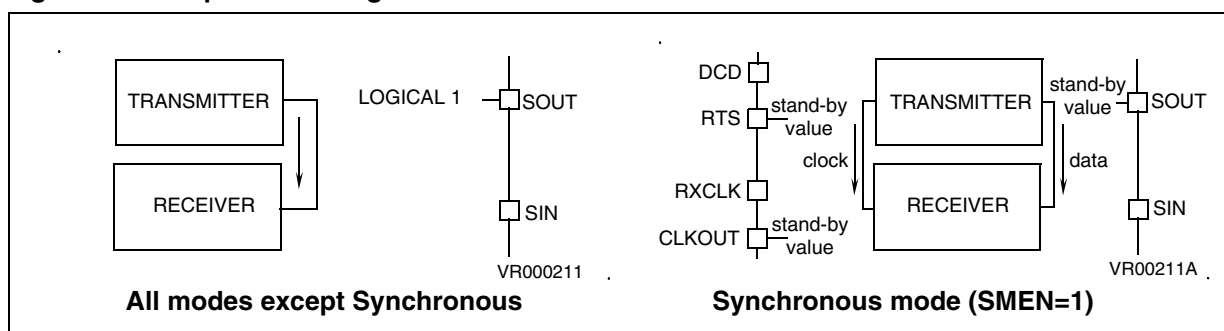 TRANSMITTER
RECEIVER
LOGICAL 1
SOUT
SIN
VR000211
All modes except Synchronous
DCD
RTS
stand-by
value
clock
RXCLK
CLKOUT
stand-by
value
TRANSMITTER
RECEIVER
data
stand-by
value
SOUT
SIN
VR00211A
Synchronous mode (SMEN=1)